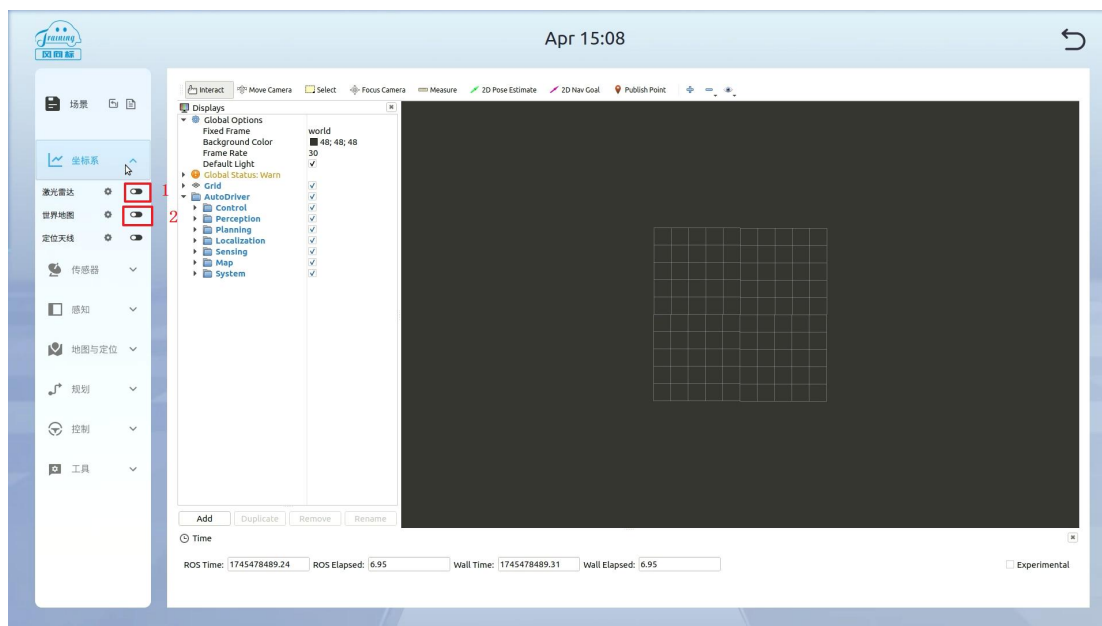 Training
风向标
Apr 15:08
场景
坐标系
激光雷达
1
世界地图
2
定位天线
传感器
感知
地图与定位
规划
控制
工具
Interact Move Camera Select Focus Camera Measure 2D Pose Estimate 2D Nav Goal Publish Point
Displays
Global Options
Fixed Frame world
Background Color 48; 48; 48
Frame Rate 30
Default Light
Global Status: Warn
Grid
AutoDriver
Control
Perception
Planning
Localization
Sensing
Map
System
Add Duplicate Remove Rename
Time
ROS Time: 1745478489.24 ROS Elapsed: 6.95 Wall Time: 1745478489.31 Wall Elapsed: 6.95 Experimental